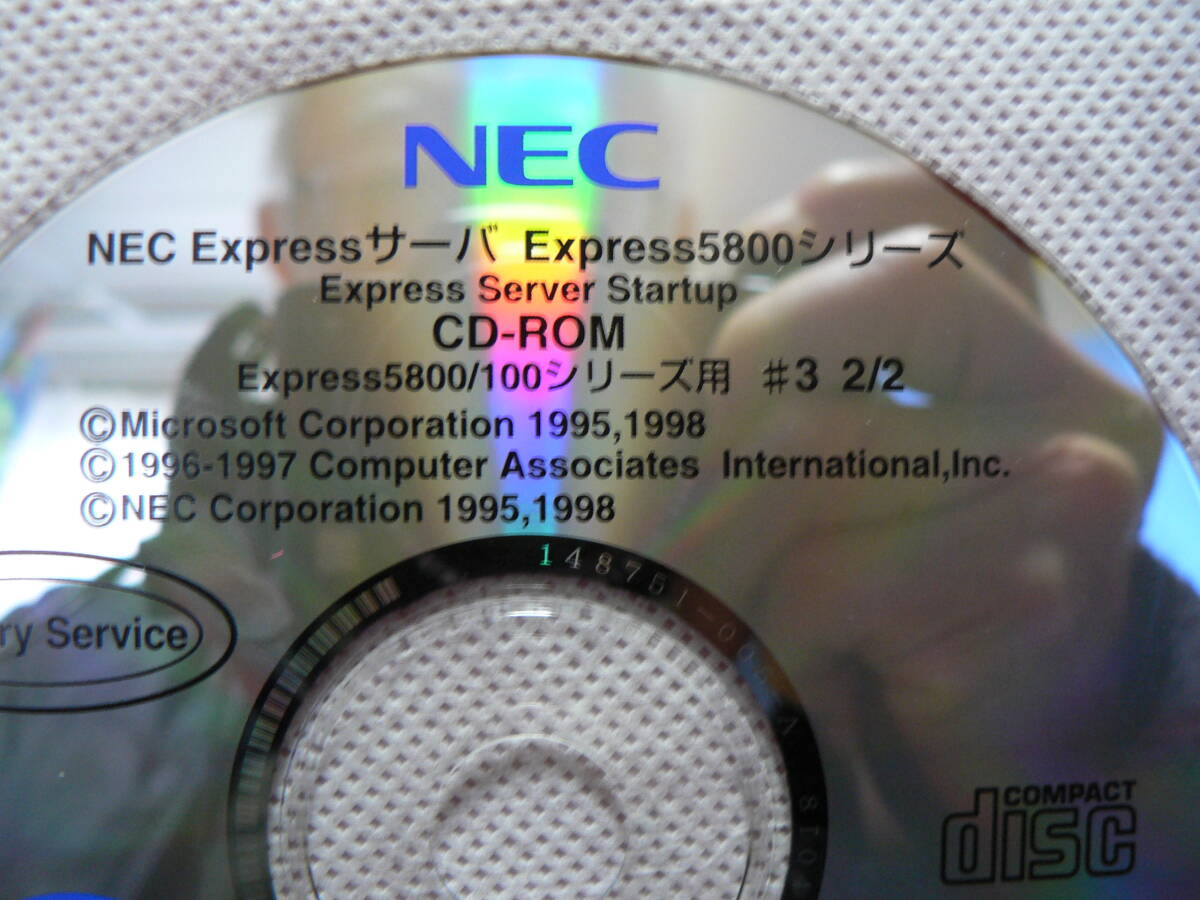 NEC
NEC Expressサーバ Express5800シリーズ
Express Server Startup
CD-ROM
Express5800/100シリーズ用 #3 2/2
©Microsoft Corporation 1995,1998
©1996-1997 Computer Associates International,Inc.
©NEC Corporation 1995,1998
ry Service
148751-0
COMPACT
disc